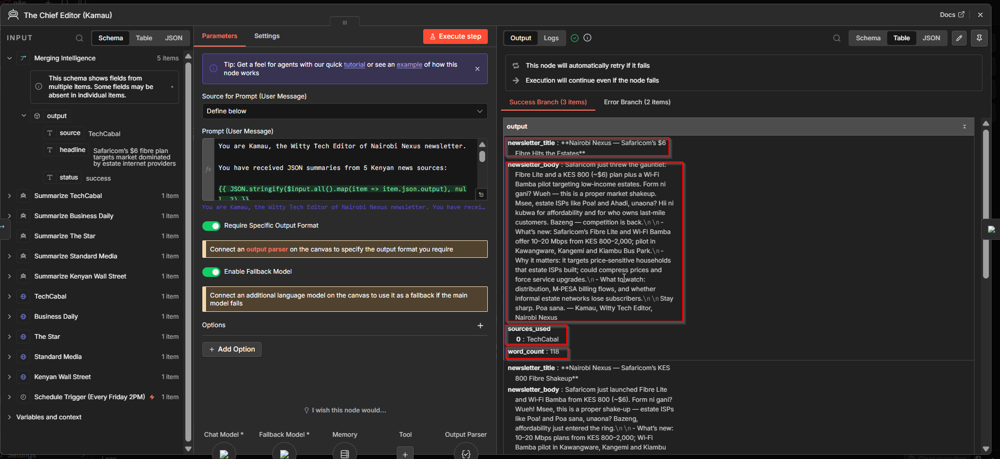 The Chief Editor (Kamau)
Docs
INPUT
Schema
Table
JSON
Merging Intelligence
5 items
This schema shows fields from
multiple items. Some fields may be
absent in individual items.
output
T source TechCabal
T headline Safaricom's $6 fibre plan
targets market dominated
by estate internet providers
T status success
Summarize TechCabal 1 item
Summarize Business Daily 1 item
Summarize The Star 1 item
Summarize Standard Media 1 item
Summarize Kenyan Wall Street 1 item
TechCabal 1 item
Business Daily 1 item
The Star 1 item
Standard Media 1 item
Kenyan Wall Street 1 item
Schedule Trigger (Every Friday 2PM) 1 item
Variables and context
Parameters
Settings
Execute step
Tip: Get a feel for agents with our quick tutorial or see an example of how this
node works
Source for Prompt (User Message)
Define below
Prompt (User Message)
fx
You are Kamau, the Witty Tech Editor of Nairobi Nexus newsletter.
You have received JSON summaries from 5 Kenyan news sources:
{{ JSON.stringify($input.all().map(item => item.json.output), nul
l, 2) }}
You are Kamau, the Witty Tech Editor of Nairobi Nexus newsletter. You have recei…
Require Specific Output Format
Connect an output parser on the canvas to specify the output format you require
Enable Fallback Model
Connect an additional language model on the canvas to use it as a fallback if the main
model fails
Options
Add Option
I wish this node would...
Chat Model *
Fallback Model *
Memory
Tool
Output Parser
Output
Logs
Schema
Table
JSON
This node will automatically retry if it fails
Execution will continue even if the node fails
Success Branch (3 items)
Error Branch (2 items)
output
newsletter_title : **Nairobi Nexus — Safaricom's $6
Fibre Hits the Estates**
newsletter_body : Safaricom just threw the gauntlet:
Fibre Lite and a KES 800 (~$6) plan plus a Wi‑Fi
Bamba pilot targeting low‑income estates. Form ni
gani? Wueh — this is a proper market shakeup.
Msee, estate ISPs like Poa! and Ahadi, unaona? Hii ni
kubwa for affordability and for who owns last‑mile
customers. Bazeng — competition is back.\n \n -
What's new: Safaricom's Fibre Lite and Wi‑Fi Bamba
offer 10–20 Mbps from KES 800–2,000; pilot in
Kawangware, Kangemi and Kiambu Bus Park.\n -
Why it matters: it targets price‑sensitive households
that estate ISPs built; could compress prices and
force service upgrades.\n - What to watch:
distribution, M‑PESA billing flows, and whether
informal estate networks lose subscribers.\n \n Stay
sharp. Poa sana. — Kamau, Witty Tech Editor,
Nairobi Nexus
sources_used
0 : TechCabal
word_count : 118
newsletter_title : **Nairobi Nexus — Safaricom's KES
800 Fibre Shakeup**
newsletter_body : Safaricom just launched Fibre Lite
and Wi‑Fi Bamba from KES 800 (~$6). Form ni gani?
Wueh! Msee, this is a proper shake‑up — estate ISPs
like Poa! and Poa sana, unaona? Bazeng,
affordability just entered the ring.\n \n - What's new:
10–20 Mbps plans from KES 800–2,000; Wi‑Fi
Bamba pilot in Kawangware, Kangemi and Kiambu